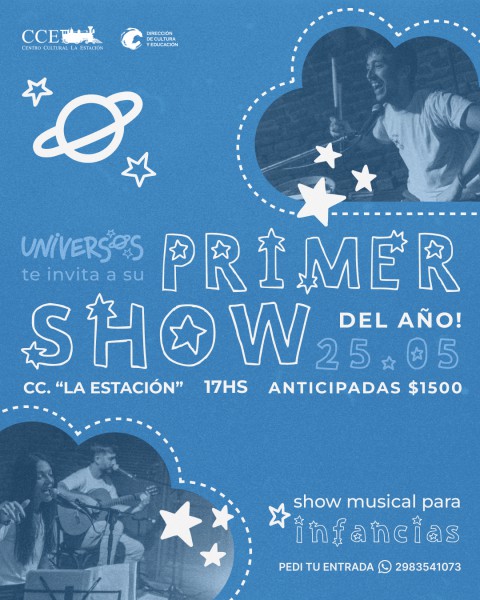 CCE
CENTRO CULTURAL LA ESTACIÓN
DIRECCIÓN
DE CULTURA
Y EDUCACIÓN
UNIVERSOS
te invita a su
PRIMER
SHOW
DEL AÑO!
25.05
CC. “LA ESTACIÓN”
17HS
ANTICIPADAS $1500
show musical para
infancias
PEDI TU ENTRADA 2983541073